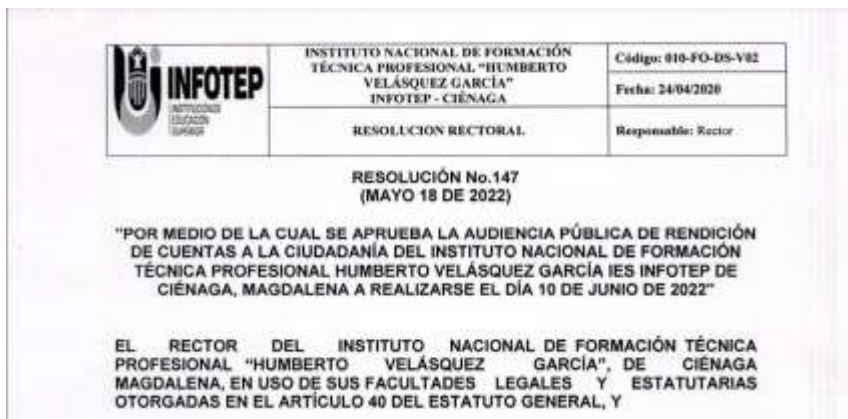 INFOTEP
INSTITUCIÓN DE
EDUCACIÓN
SUPERIOR
INSTITUTO NACIONAL DE FORMACIÓN
TÉCNICA PROFESIONAL “HUMBERTO
VELÁSQUEZ GARCÍA”
INFOTEP - CIÉNAGA
RESOLUCION RECTORAL
Código: 010-FO-DS-V02
Fecha: 24/04/2020
Responsable: Rector
RESOLUCIÓN No.147
(MAYO 18 DE 2022)
"POR MEDIO DE LA CUAL SE APRUEBA LA AUDIENCIA PÚBLICA DE RENDICIÓN
DE CUENTAS A LA CIUDADANÍA DEL INSTITUTO NACIONAL DE FORMACIÓN
TÉCNICA PROFESIONAL HUMBERTO VELÁSQUEZ GARCÍA IES INFOTEP DE
CIÉNAGA, MAGDALENA A REALIZARSE EL DÍA 10 DE JUNIO DE 2022"
EL RECTOR DEL INSTITUTO NACIONAL DE FORMACIÓN TÉCNICA
PROFESIONAL “HUMBERTO VELÁSQUEZ GARCÍA”, DE CIÉNAGA
MAGDALENA, EN USO DE SUS FACULTADES LEGALES Y ESTATUTARIAS
OTORGADAS EN EL ARTÍCULO 40 DEL ESTATUTO GENERAL, Y